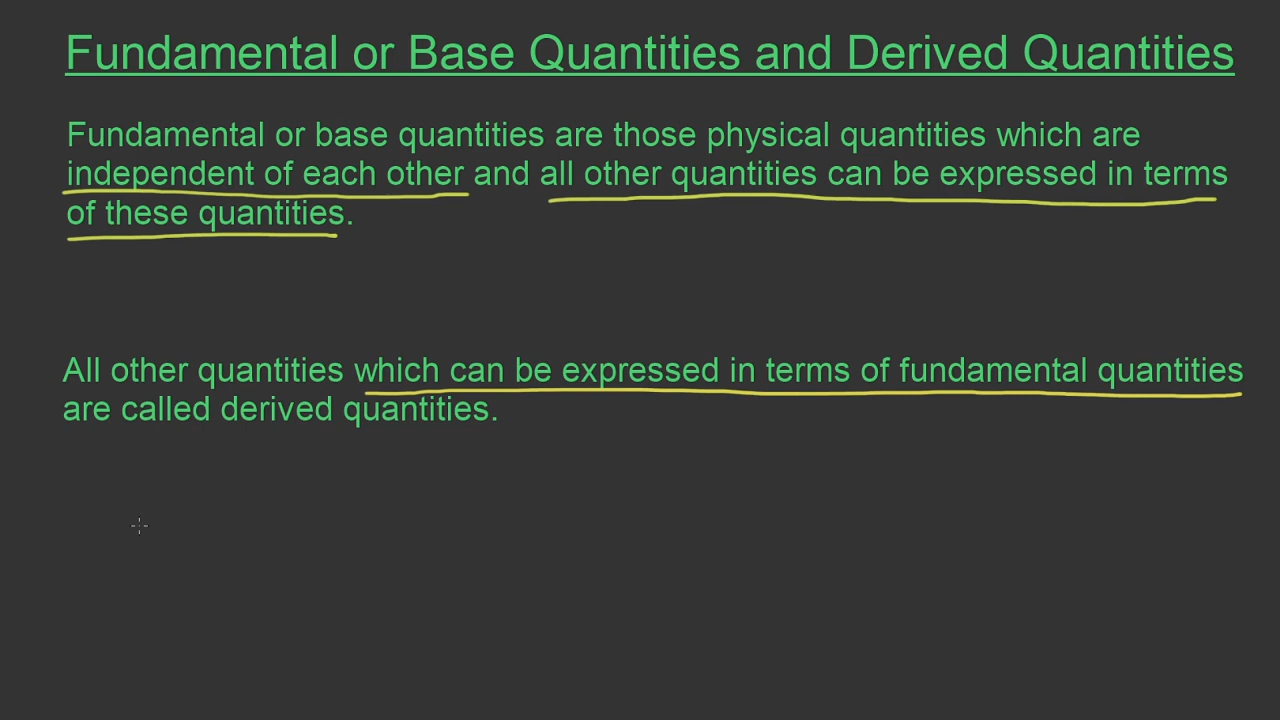 Fundamental or Base Quantities and Derived Quantities
Fundamental or base quantities are those physical quantities which are
independent of each other and all other quantities can be expressed in terms
of these quantities.
All other quantities which can be expressed in terms of fundamental quantities
are called derived quantities.